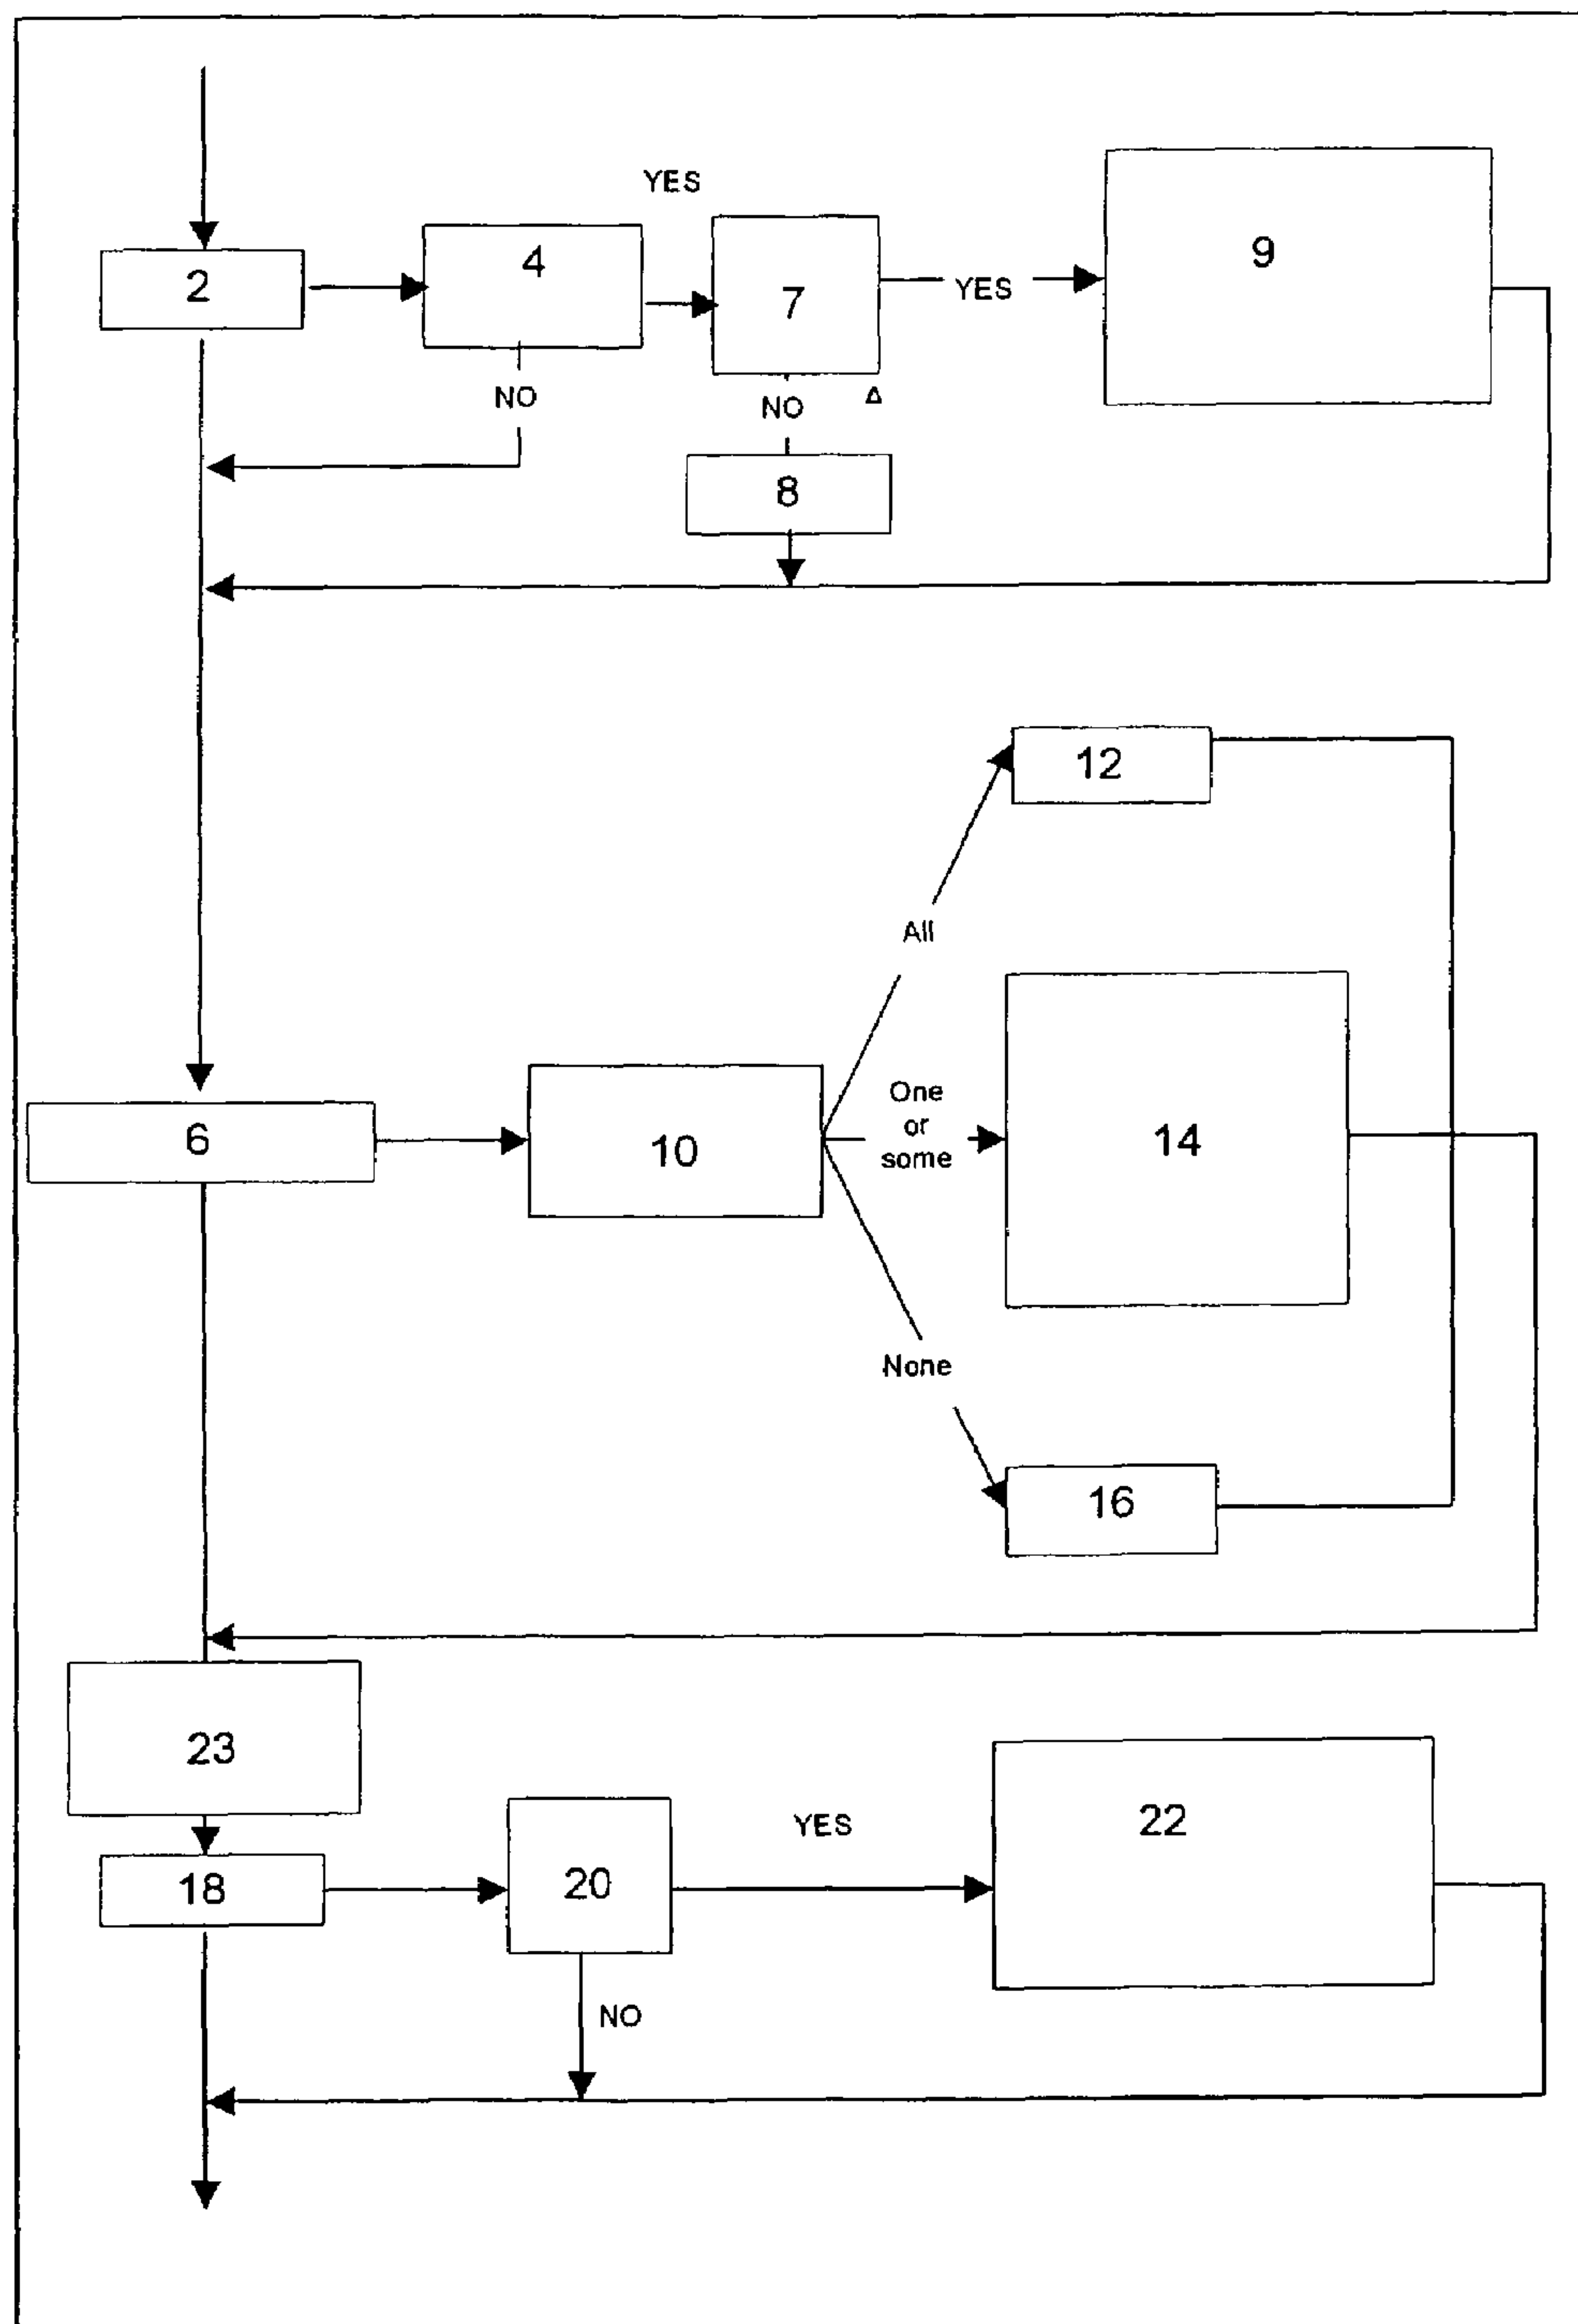 YES
2
4
7
YES
9
NO
NO
Δ
8
12
All
6
10
One
or
some
14
None
16
23
18
20
YES
22
NO